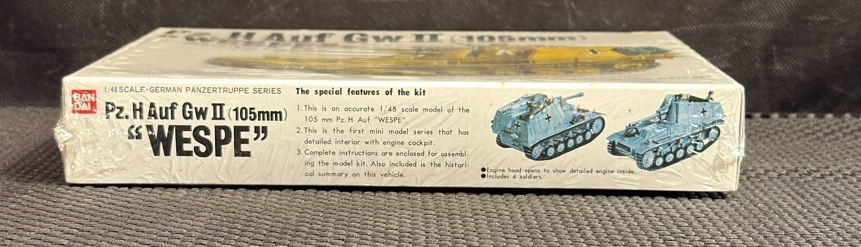 Pz. H Auf Gw II (105mm)
BAN
DAI
1/48 SCALE·GERMAN PANZERTRUPPE SERIES
Pz. H Auf Gw II (105mm)
"WESPE"
The special features of the kit
1. This is an accurate 1/48 scale model of the
105 mm Pz. H Auf "WESPE".
2. This is the first mini model series that has
detailed interior with engine cockpit.
3. Complete instructions are enclosed for assembl-
ing the model kit. Also included is the histori-
cal summary on this vehicle.
●Engine hood opens to show detailed engine inside.
●Includes 4 soldiers.